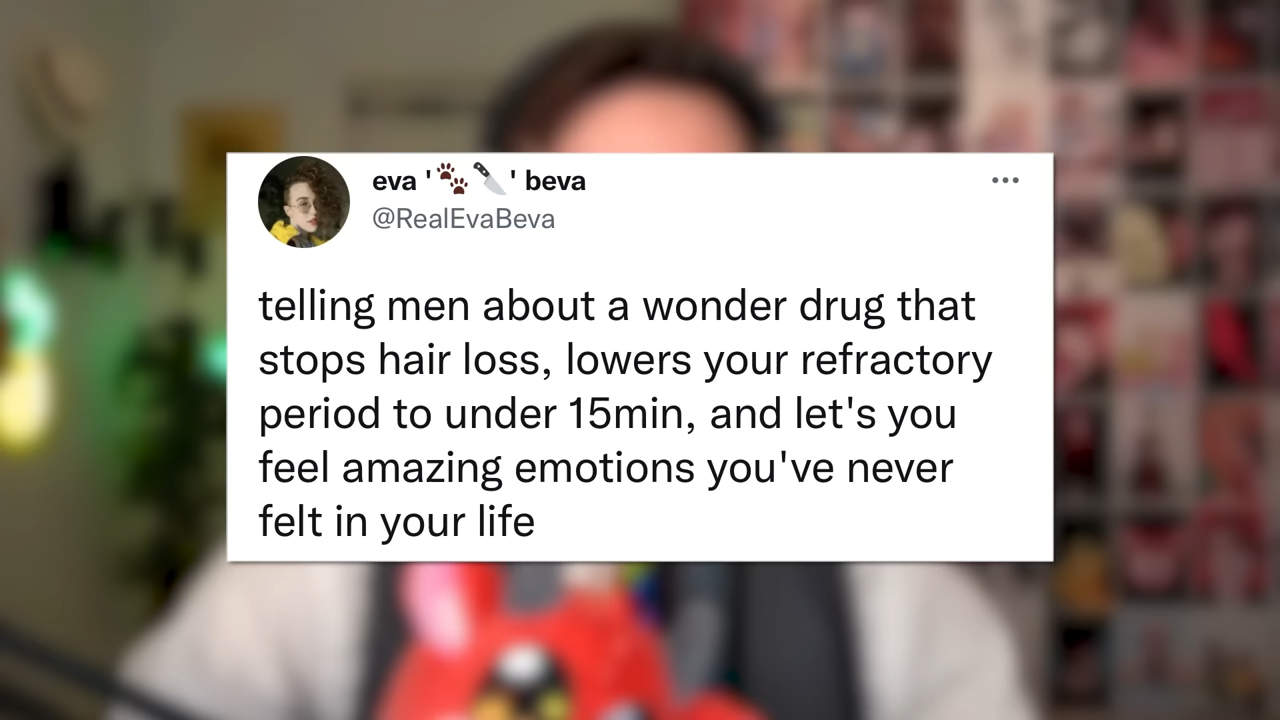 eva '🐾🔪' beva
@RealEvaBeva
telling men about a wonder drug that
stops hair loss, lowers your refractory
period to under 15min, and let's you
feel amazing emotions you've never
felt in your life